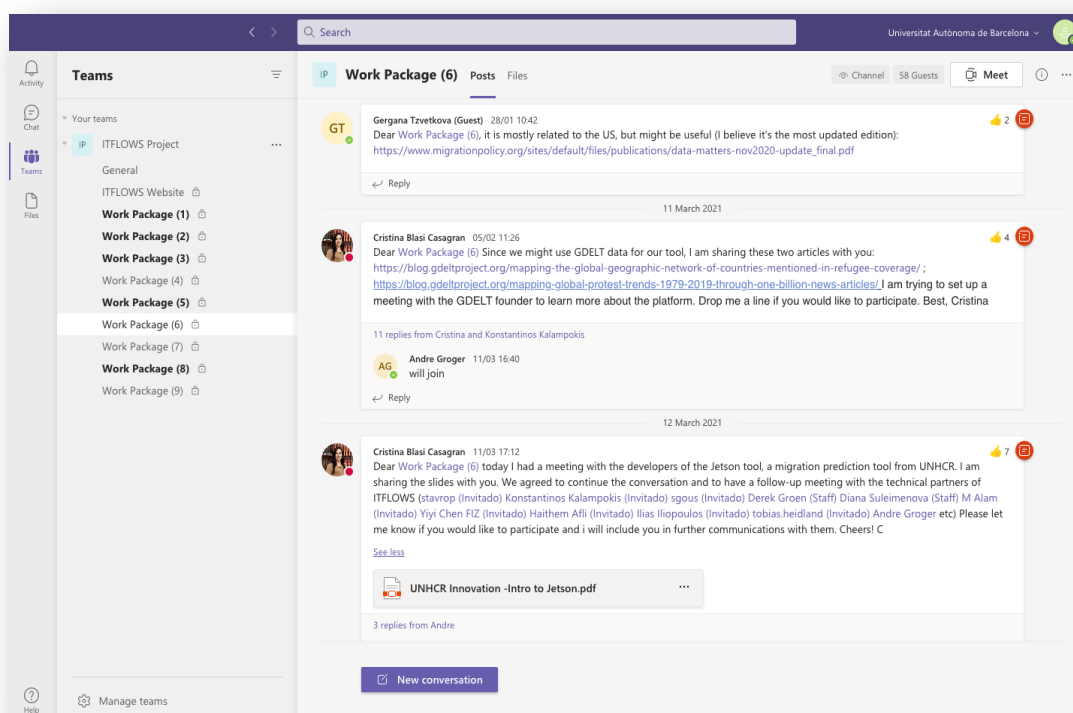 Search
Universitat Autònoma de Barcelona
Activity
Chat
Teams
Files
Help
Teams
Your teams
IP ITFLOWS Project
General
ITFLOWS Website
Work Package (1)
Work Package (2)
Work Package (3)
Work Package (4)
Work Package (5)
Work Package (6)
Work Package (7)
Work Package (8)
Work Package (9)
Manage teams
IP Work Package (6) Posts Files
Channel 58 Guests Meet
GT Gergana Tzvetkova (Guest) 28/01 10:42 2
Dear Work Package (6), it is mostly related to the US, but might be useful (I believe it's the most updated edition):
https://www.migrationpolicy.org/sites/default/files/publications/data-matters-nov2020-update_final.pdf
Reply
11 March 2021
Cristina Blasi Casagran 05/02 11:26 4
Dear Work Package (6) Since we might use GDELT data for our tool, I am sharing these two articles with you:
https://blog.gdeltproject.org/mapping-the-global-geographic-network-of-countries-mentioned-in-refugee-coverage/ ;
https://blog.gdeltproject.org/mapping-global-protest-trends-1979-2019-through-one-billion-news-articles/ I am trying to set up a
meeting with the GDELT founder to learn more about the platform. Drop me a line if you would like to participate. Best, Cristina
11 replies from Cristina and Konstantinos Kalampokis
AG Andre Groger 11/03 16:40
will join
Reply
12 March 2021
Cristina Blasi Casagran 11/03 17:12 7
Dear Work Package (6) today I had a meeting with the developers of the Jetson tool, a migration prediction tool from UNHCR. I am
sharing the slides with you. We agreed to continue the conversation and to have a follow-up meeting with the technical partners of
ITFLOWS (stavrop (Invitado) Konstantinos Kalampokis (Invitado) sgous (Invitado) Derek Groen (Staff) Diana Suleimenova (Staff) M Alam
(Invitado) Yiyi Chen FIZ (Invitado) Haithem Afli (Invitado) Ilias Iliopoulos (Invitado) tobias.heidland (Invitado) Andre Groger etc) Please let
me know if you would like to participate and i will include you in further communications with them. Cheers! C
See less
UNHCR Innovation -Intro to Jetson.pdf
3 replies from Andre
New conversation